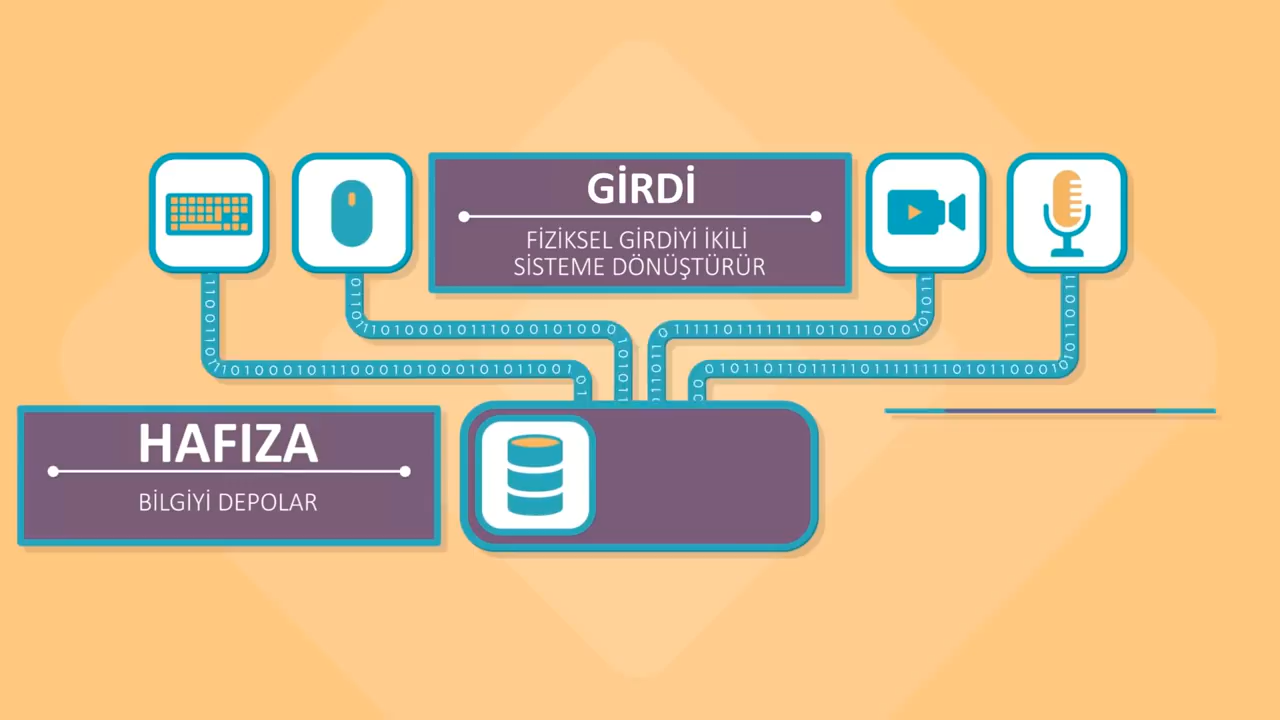 GİRDİ
FİZİKSEL GİRDİYİ İKİLİ
SİSTEME DÖNÜŞTÜRÜR
HAFIZA
BİLGİYİ DEPOLAR